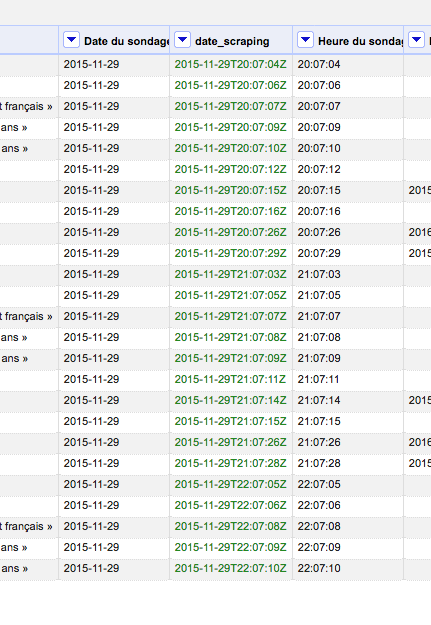 Date du sondage date_scraping Heure du sondag
2015-11-29 2015-11-29T20:07:04Z 20:07:04
2015-11-29 2015-11-29T20:07:06Z 20:07:06
t français » 2015-11-29 2015-11-29T20:07:07Z 20:07:07
ans » 2015-11-29 2015-11-29T20:07:09Z 20:07:09
ans » 2015-11-29 2015-11-29T20:07:10Z 20:07:10
2015-11-29 2015-11-29T20:07:12Z 20:07:12
2015-11-29 2015-11-29T20:07:15Z 20:07:15 2015
2015-11-29 2015-11-29T20:07:16Z 20:07:16
2015-11-29 2015-11-29T20:07:26Z 20:07:26 2016
2015-11-29 2015-11-29T20:07:29Z 20:07:29 2015
2015-11-29 2015-11-29T21:07:03Z 21:07:03
2015-11-29 2015-11-29T21:07:05Z 21:07:05
t français » 2015-11-29 2015-11-29T21:07:07Z 21:07:07
ans » 2015-11-29 2015-11-29T21:07:08Z 21:07:08
ans » 2015-11-29 2015-11-29T21:07:09Z 21:07:09
2015-11-29 2015-11-29T21:07:11Z 21:07:11
2015-11-29 2015-11-29T21:07:14Z 21:07:14 2015
2015-11-29 2015-11-29T21:07:15Z 21:07:15
2015-11-29 2015-11-29T21:07:26Z 21:07:26 2016
2015-11-29 2015-11-29T21:07:28Z 21:07:28 2015
2015-11-29 2015-11-29T22:07:05Z 22:07:05
2015-11-29 2015-11-29T22:07:06Z 22:07:06
t français » 2015-11-29 2015-11-29T22:07:08Z 22:07:08
ans » 2015-11-29 2015-11-29T22:07:09Z 22:07:09
ans » 2015-11-29 2015-11-29T22:07:10Z 22:07:10